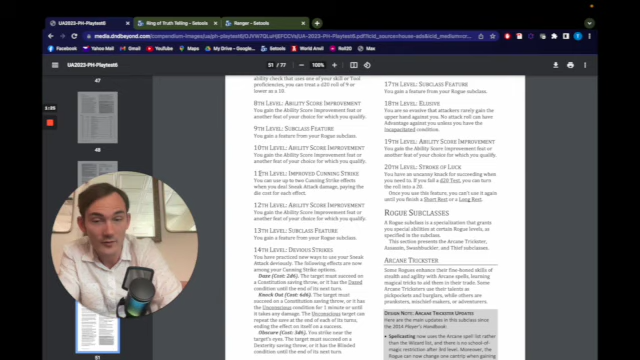 UA2023-PH-Playtest6
Ring of Truth Telling - 5etools
Ranger - 5etools
media.dndbeyond.com/compendium-images/ua/ph-playtest6/
Facebook
Yahoo Mail
Gmail
YouTube
Maps
My Drive - Google...
5etools
World Anvil
Roll20
Max
UA2023-PH-Playtest6
51 / 77
100%
47
48
1:25
51
ability check that uses one of your skill or Tool
proficiencies, you can treat a d20 roll of 9 or
lower as a 10.
8th Level: Ability Score Improvement
You gain the Ability Score Improvement feat or
another feat of your choice for which you qualify.
9th Level: Subclass Feature
You gain a feature from your Rogue subclass.
10th Level: Ability Score Improvement
You gain the Ability Score Improvement feat or
another feat of your choice for which you qualify.
11th Level: Improved Cunning Strike
You can use up to two Cunning Strike effects
when you deal Sneak Attack damage, paying the
die cost for each effect.
12th Level: Ability Score Improvement
You gain the Ability Score Improvement feat or
another feat of your choice for which you qualify.
13th Level: Subclass Feature
You gain a feature from your Rogue subclass.
14th Level: Devious Strikes
You have practiced new ways to use your Sneak
Attack deviously. The following effects are now
among your Cunning Strike options.
Daze (Cost: 2d6). The target must succeed on
a Constitution saving throw, or it has the Dazed
condition until the end of its next turn.
Knock Out (Cost: 6d6). The target must
succeed on a Constitution saving throw, or it has
the Unconscious condition for 1 minute or until
it takes any damage. The Unconscious target can
repeat the save at the end of each of its turns,
ending the effect on itself on a success.
Obscure (Cost: 3d6). You strike near the
target's eyes. The target must succeed on a
Dexterity saving throw, or it has the Blinded
condition until the end of its next turn.
17th Level: Subclass Feature
You gain a feature from your Rogue subclass.
18th Level: Elusive
You are so evasive that attackers rarely gain the
upper hand against you. No attack roll can have
Advantage against you unless you have the
Incapacitated condition.
19th Level: Ability Score Improvement
You gain the Ability Score Improvement feat or
another feat of your choice for which you qualify.
20th Level: Stroke of Luck
You have an uncanny knack for succeeding when
you need to. If you fail a d20 Test, you can turn
the roll into a 20.
Once you use this feature, you can't use it again
until you finish a Short Rest or a Long Rest.
Rogue Subclasses
A Rogue subclass is a specialization that grants
you special abilities at certain Rogue levels, as
specified in the subclass.
This section presents the Arcane Trickster,
Assassin, Swashbuckler, and Thief subclasses.
Arcane Trickster
Some Rogues enhance their fine-honed skills of
stealth and agility with Arcane spells, learning
magical tricks to aid them in their trade.
Some Arcane Tricksters use their talents as
pickpockets and burglars, while others are
pranksters, mischief makers, or adventurers.
Design Note: Arcane Trickster Updates
Here are the main updates in this subclass since the
2014 Player's Handbook:
Spellcasting now uses the Arcane spell list rather
than the Wizard list, and there is no school-of-
magic restriction after 3rd level. Moreover, the
Rogue can now change one cantrip when gaining